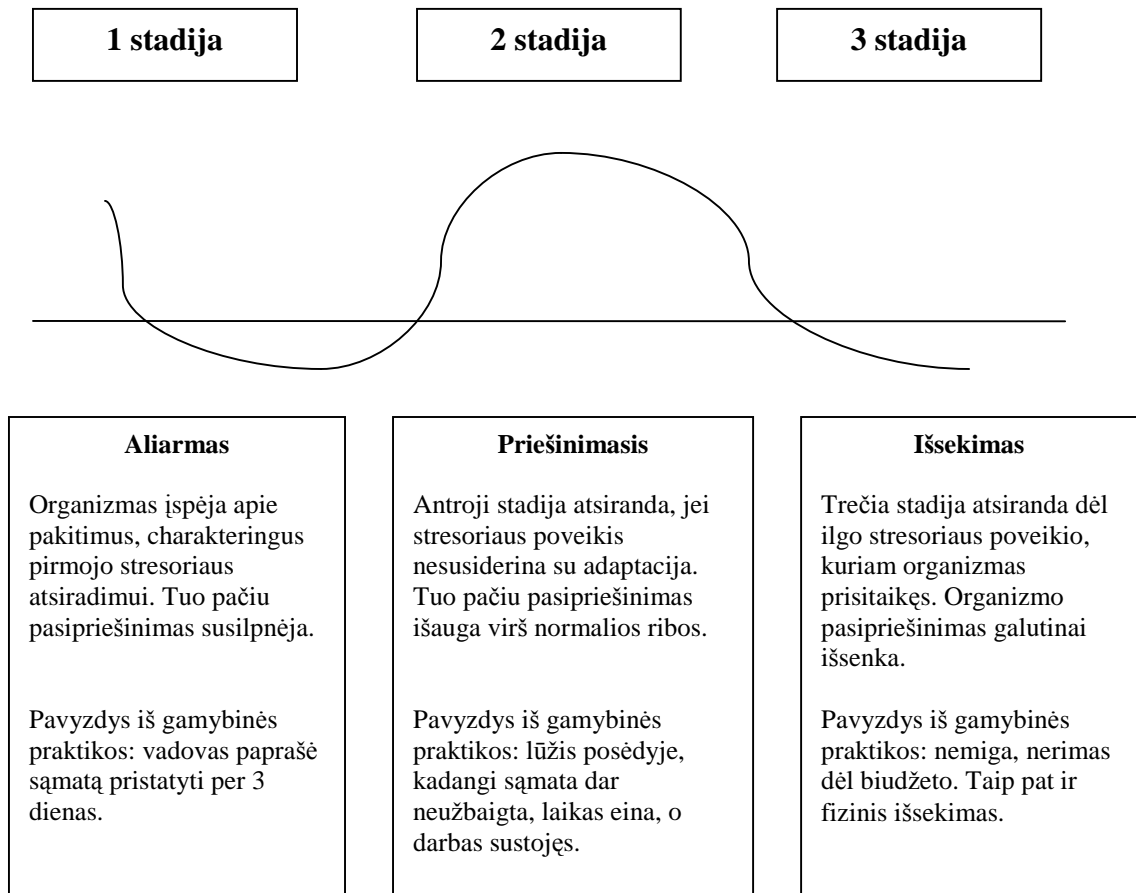 1 stadija
2 stadija
3 stadija
Aliarmas
Organizmas įspėja apie
pakitimus, charakteringus
pirmojo stresoriaus
atsiradimui. Tuo pačiu
pasipriešinimas susilpnėja.
Pavyzdys iš gamybinės
praktikos: vadovas paprašė
sąmatą pristatyti per 3
dienas.
Priešinimasis
Antroji stadija atsiranda, jei
stresoriaus poveikis
nesusiderina su adaptacija.
Tuo pačiu pasipriešinimas
išauga virš normalios ribos.
Pavyzdys iš gamybinės
praktikos: lūžis posėdyje,
kadangi sąmata dar
neužbaigta, laikas eina, o
darbas sustojęs.
Išsekimas
Trečia stadija atsiranda dėl
ilgo stresoriaus poveikio,
kuriam organizmas
prisitaikęs. Organizmo
pasipriešinimas galutinai
išsenka.
Pavyzdys iš gamybinės
praktikos: nemiga, nerimas
dėl biudžeto. Taip pat ir
fizinis išsekimas.